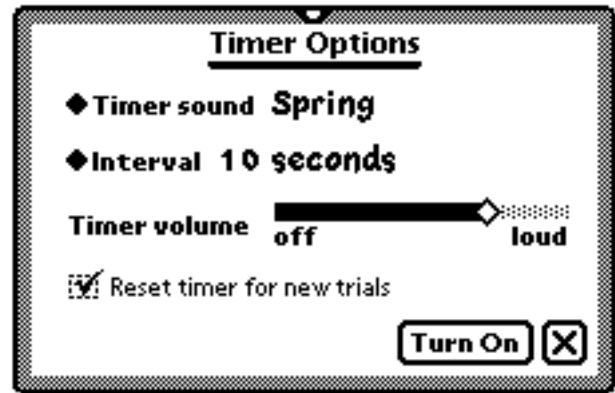 Timer Options
Timer sound Spring
Interval 10 seconds
Timer volume
off loud
Reset timer for new trials
Turn On